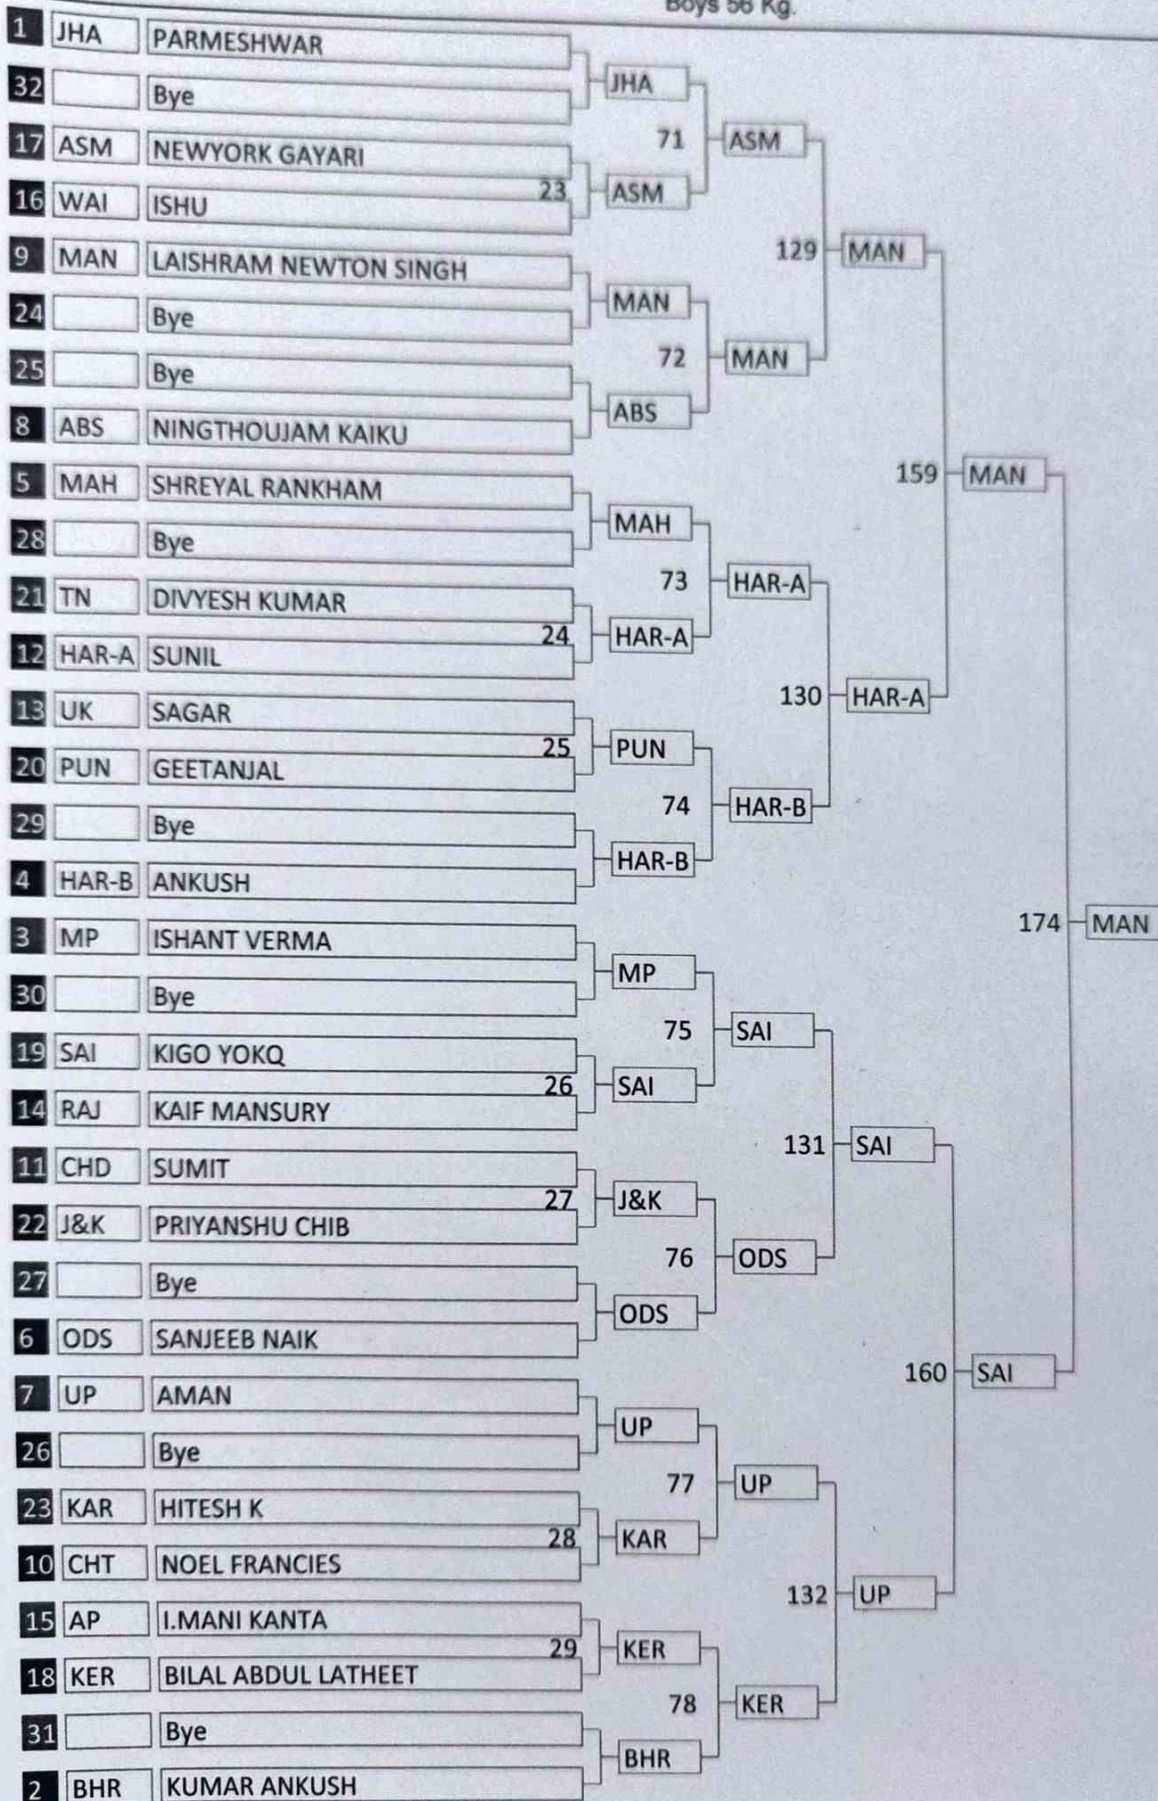 Boys 56 Kg.
1 JHA PARMESHWAR
JHA
32 Bye
71 ASM
17 ASM NEWYORK GAYARI
23 ASM
16 WAI ISHU
129 MAN
9 MAN LAISHRAM NEWTON SINGH
MAN
24 Bye
72 MAN
25 Bye
ABS
8 ABS NINGTHOUJAM KAIKU
159 MAN
5 MAH SHREYAL RANKHAM
MAH
28 Bye
73 HAR-A
21 TN DIVYESH KUMAR
24 HAR-A
12 HAR-A SUNIL
130 HAR-A
13 UK SAGAR
25 PUN
20 PUN GEETANJAL
74 HAR-B
29 Bye
HAR-B
4 HAR-B ANKUSH
174 MAN
3 MP ISHANT VERMA
MP
30 Bye
75 SAI
19 SAI KIGO YOKQ
26 SAI
14 RAJ KAIF MANSURY
131 SAI
11 CHD SUMIT
27 J&K
22 J&K PRIYANSHU CHIB
76 ODS
27 Bye
ODS
6 ODS SANJEEB NAIK
160 SAI
7 UP AMAN
UP
26 Bye
77 UP
23 KAR HITESH K
28 KAR
10 CHT NOEL FRANCIES
132 UP
15 AP I.MANI KANTA
29 KER
18 KER BILAL ABDUL LATHEET
78 KER
31 Bye
BHR
2 BHR KUMAR ANKUSH